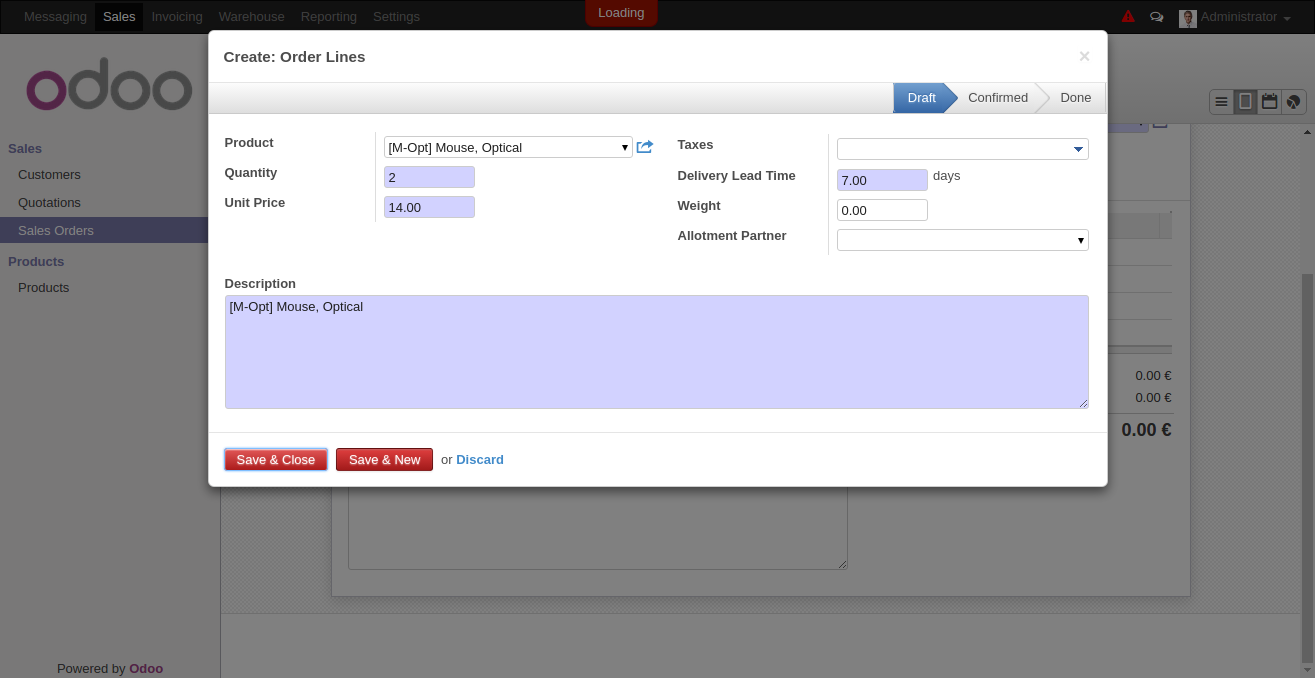 Messaging Sales Invoicing Warehouse Reporting Settings
Loading
Administrator
odoo
Sales
Customers
Quotations
Sales Orders
Products
Products
Powered by Odoo
Create: Order Lines
×
Draft Confirmed Done
Product [M-Opt] Mouse, Optical
Quantity 2
Unit Price 14.00
Taxes
Delivery Lead Time 7.00 days
Weight 0.00
Allotment Partner
Description
[M-Opt] Mouse, Optical
Save & Close Save & New or Discard
0.00 €
0.00 €
0.00 €